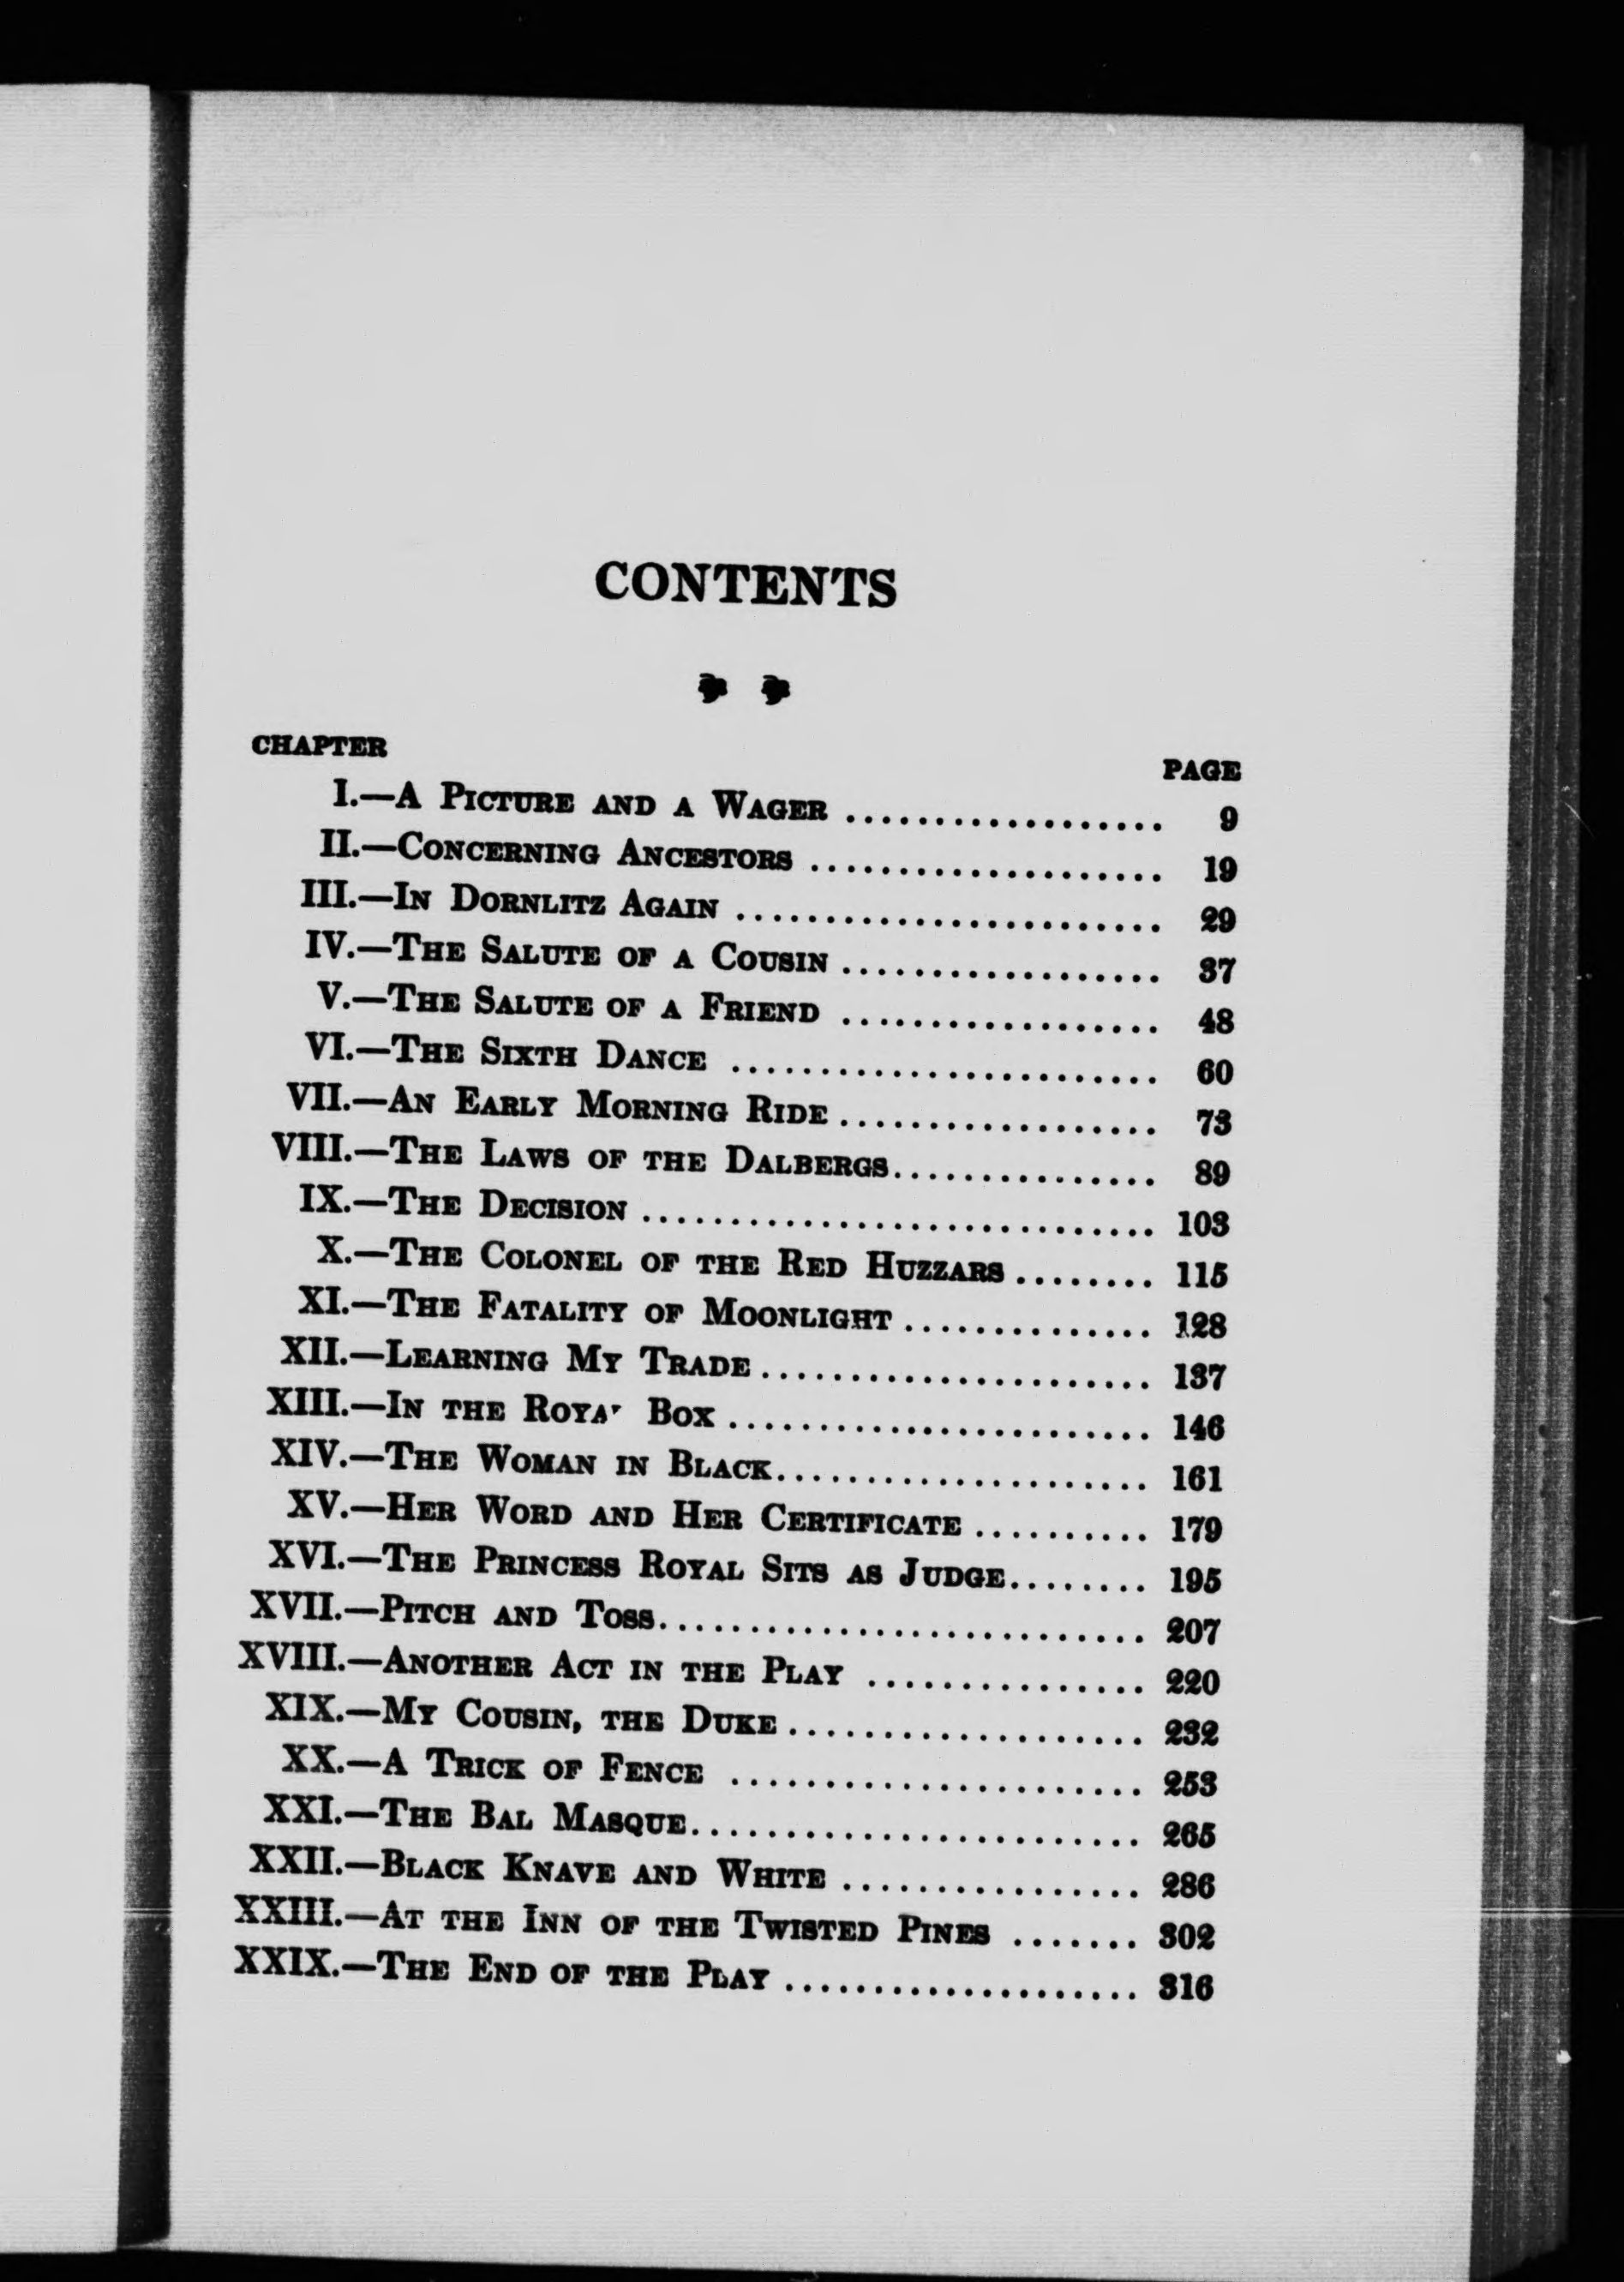 CONTENTS
CHAPTER PAGE
I.—A PICTURE AND A WAGER .................. 9
II.—CONCERNING ANCESTORS .................... 19
III.—IN DORNLITZ AGAIN ........................ 29
IV.—THE SALUTE OF A COUSIN .................. 37
V.—THE SALUTE OF A FRIEND .................. 48
VI.—THE SIXTH DANCE ........................ 60
VII.—AN EARLY MORNING RIDE .................. 73
VIII.—THE LAWS OF THE DALBERGS............... 89
IX.—THE DECISION ............................. 103
X.—THE COLONEL OF THE RED HUZZARS ........ 115
XI.—THE FATALITY OF MOONLIGHT .............. 128
XII.—LEARNING MY TRADE ...................... 137
XIII.—IN THE ROYA' BOX ........................ 146
XIV.—THE WOMAN IN BLACK..................... 161
XV.—HER WORD AND HER CERTIFICATE .......... 179
XVI.—THE PRINCESS ROYAL SITS AS JUDGE........ 195
XVII.—PITCH AND TOSS........................... 207
XVIII.—ANOTHER ACT IN THE PLAY ............... 220
XIX.—MY COUSIN, THE DUKE ................... 232
XX.—A TRICK OF FENCE ....................... 253
XXI.—THE BAL MASQUE......................... 265
XXII.—BLACK KNAVE AND WHITE ................ 286
XXIII.—AT THE INN OF THE TWISTED PINES ....... 302
XXIX.—THE END OF THE PLAY .................... 316